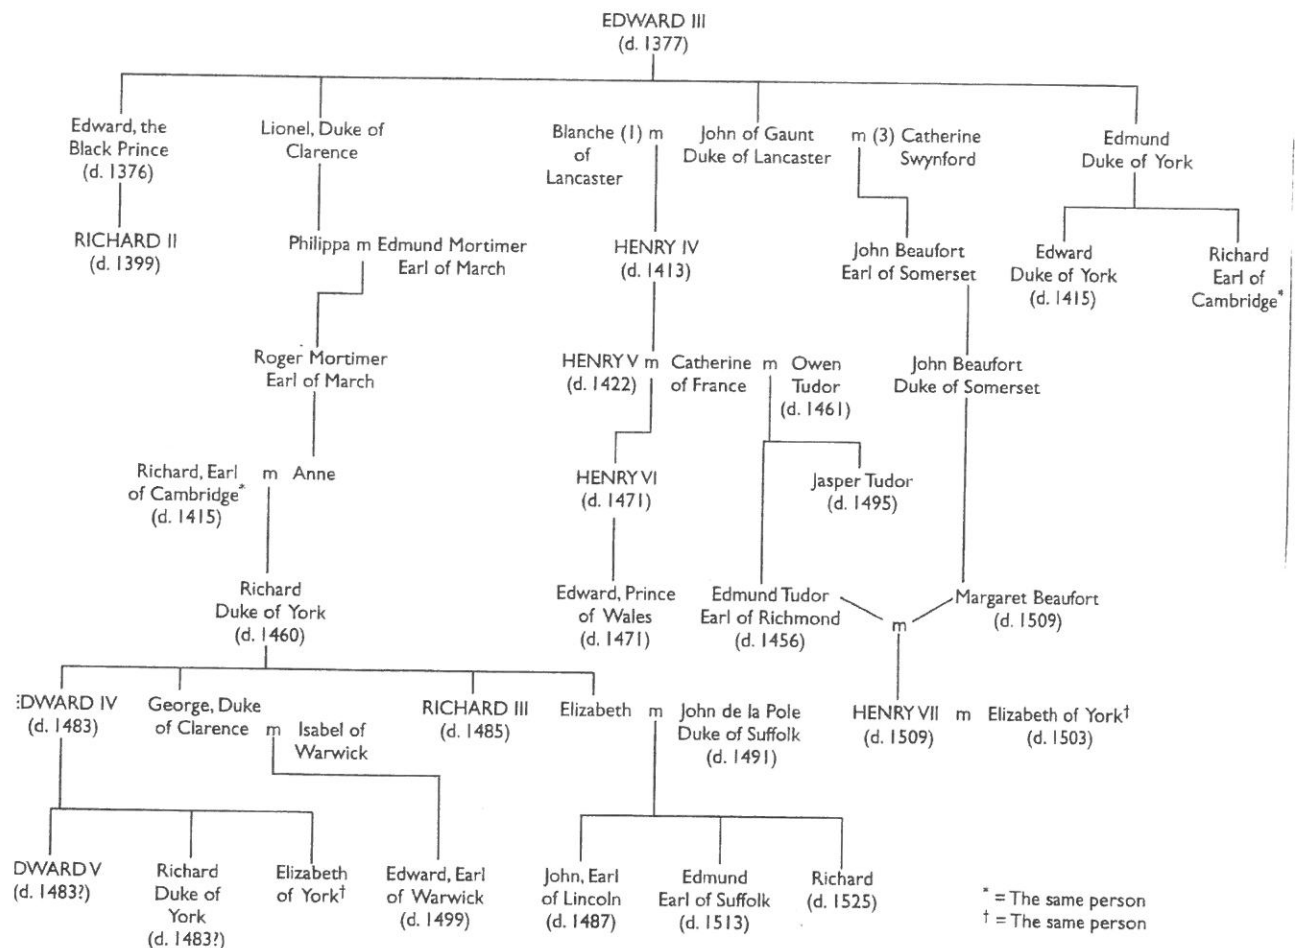 EDWARD III
(d. 1377)
Edward, the
Black Prince
(d. 1376)
Lionel, Duke of
Clarence
Blanche (1) m
of
Lancaster
John of Gaunt
Duke of Lancaster
m (3) Catherine
Swynford
Edmund
Duke of York
RICHARD II
(d. 1399)
Philippa m Edmund Mortimer
Earl of March
HENRY IV
(d. 1413)
John Beaufort
Earl of Somerset
Edward
Duke of York
(d. 1415)
Richard
Earl of
Cambridge*
Roger Mortimer
Earl of March
HENRY V m Catherine m Owen
(d. 1422) of France Tudor
(d. 1461)
John Beaufort
Duke of Somerset
Richard, Earl m Anne
of Cambridge*
(d. 1415)
HENRY VI
(d. 1471)
Jasper Tudor
(d. 1495)
Richard
Duke of York
(d. 1460)
Edward, Prince
of Wales
(d. 1471)
Edmund Tudor
Earl of Richmond
(d. 1456)
m
Margaret Beaufort
(d. 1509)
DWARD IV
(d. 1483)
George, Duke
of Clarence m Isabel of
Warwick
RICHARD III
(d. 1485)
Elizabeth m John de la Pole
Duke of Suffolk
(d. 1491)
HENRY VII m Elizabeth of York†
(d. 1509) (d. 1503)
DWARD V
(d. 1483?)
Richard
Duke of
York
(d. 1483?)
Elizabeth
of York†
Edward, Earl
of Warwick
(d. 1499)
John, Earl
of Lincoln
(d. 1487)
Edmund
Earl of Suffolk
(d. 1513)
Richard
(d. 1525)
* = The same person
† = The same person